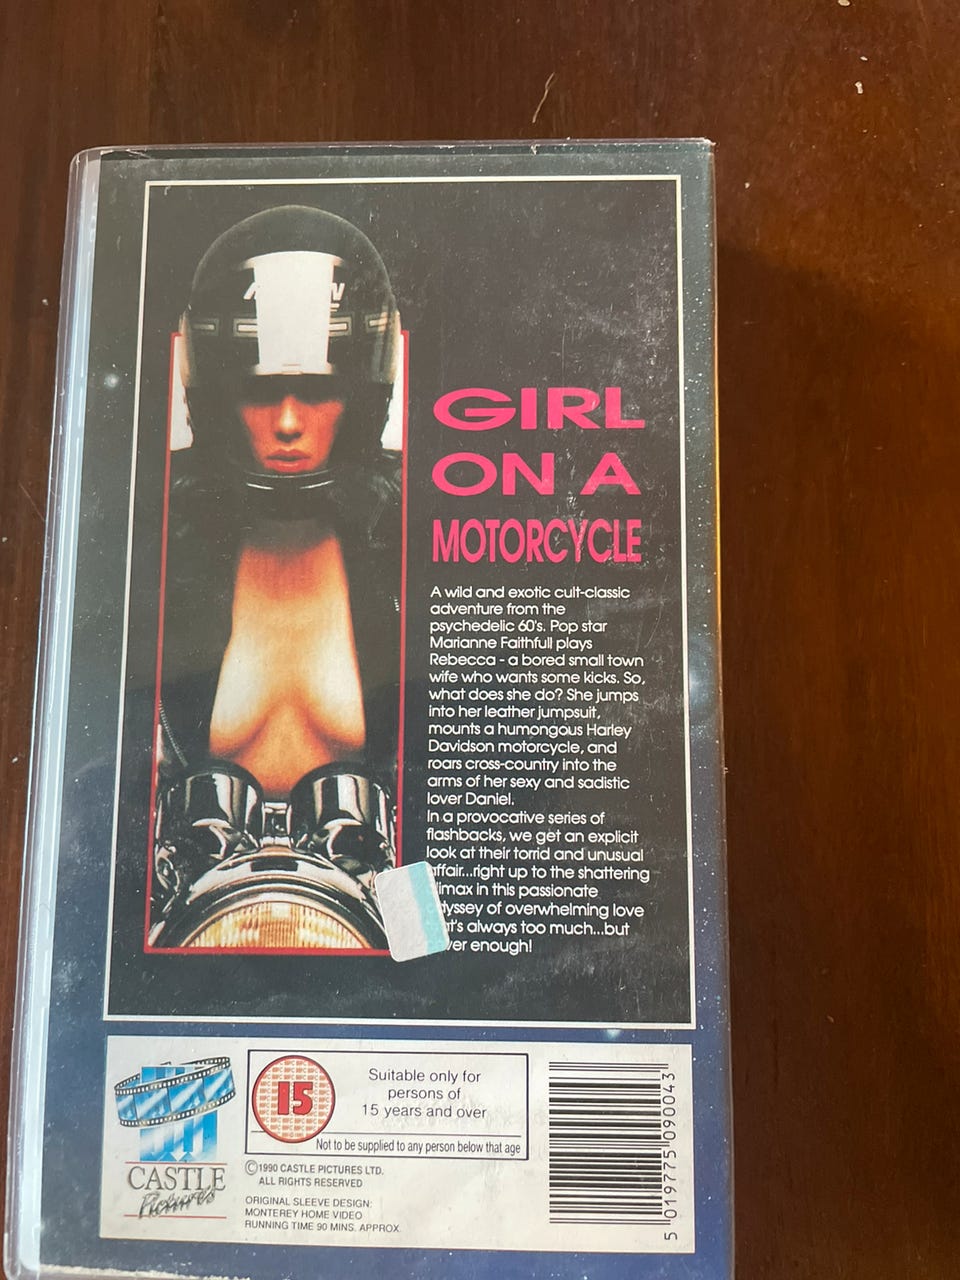 GIRL
ON A
MOTORCYCLE
A wild and exotic cult-classic
adventure from the
psychedelic 60's. Pop star
Marianne Faithfull plays
Rebecca - a bored small town
wife who wants some kicks. So,
what does she do? She jumps
into her leather jumpsuit,
mounts a humongous Harley
Davidson motorcycle, and
roars cross-country into the
arms of her sexy and sadistic
lover Daniel.
In a provocative series of
flashbacks, we get an explicit
look at their torrid and unusual
affair...right up to the shattering
climax in this passionate
odyssey of overwhelming love
that's always too much...but
never enough!
CASTLE
Pictures
15
Suitable only for
persons of
15 years and over
Not to be supplied to any person below that age
©1990 CASTLE PICTURES LTD.
ALL RIGHTS RESERVED
ORIGINAL SLEEVE DESIGN:
MONTEREY HOME VIDEO
RUNNING TIME 90 MINS. APPROX.
5 019775 090043